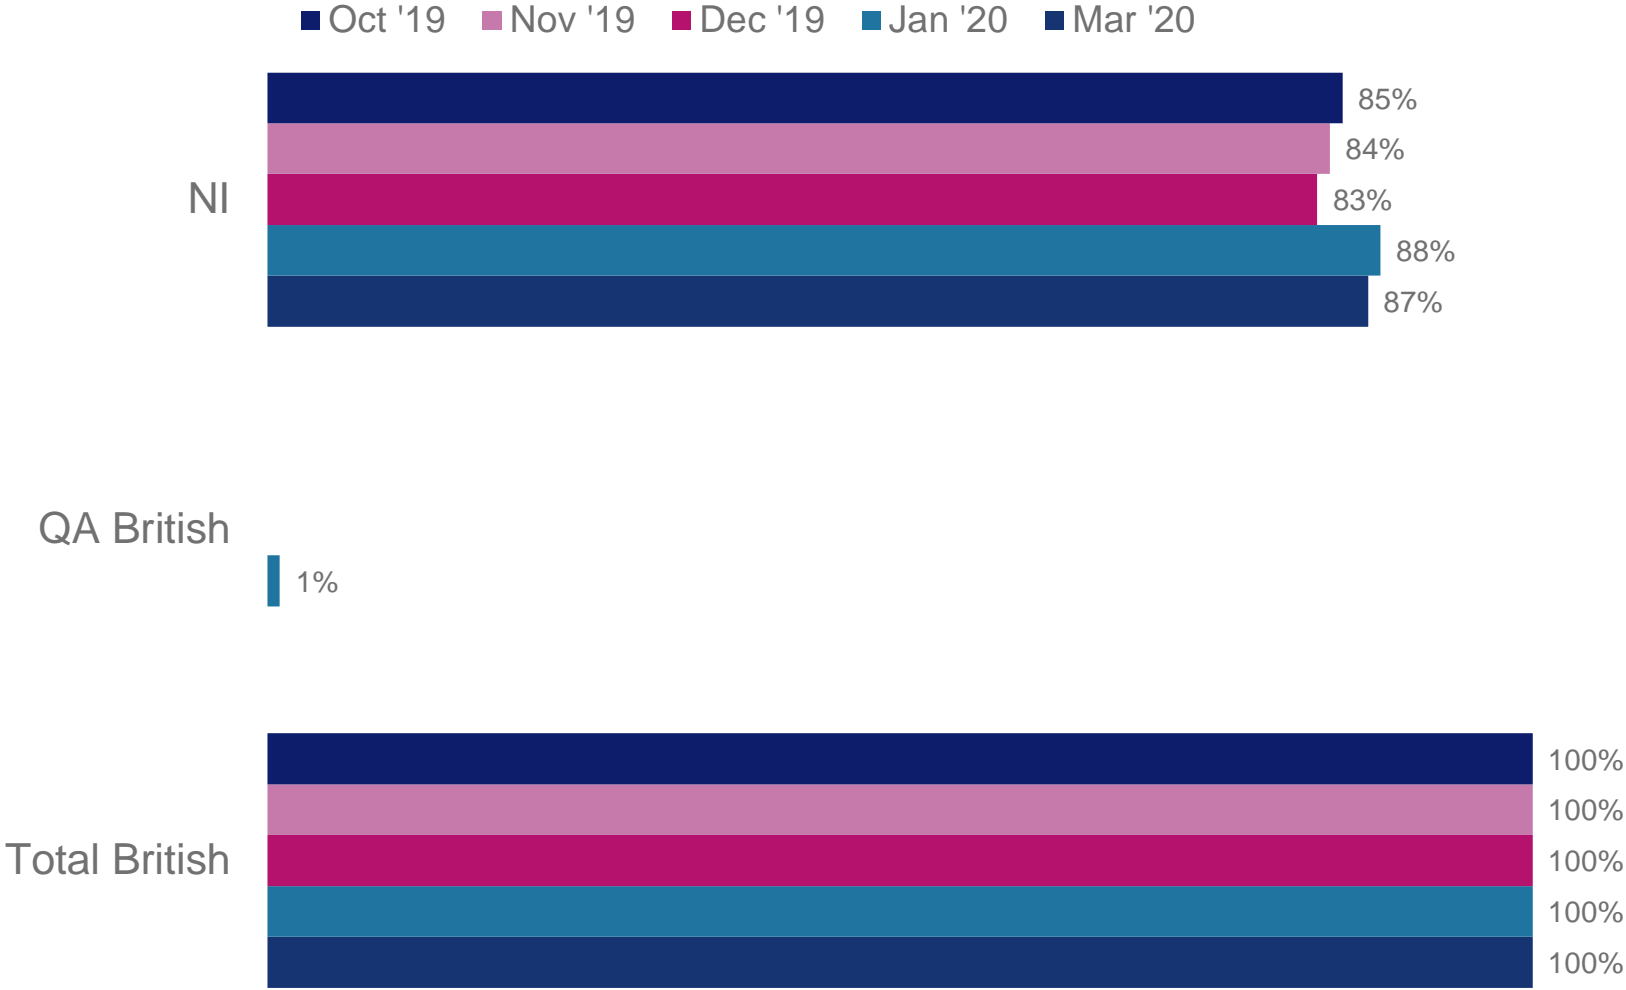 Oct '19 Nov '19 Dec '19 Jan '20 Mar '20
85%
84%
NI
83%
88%
87%
QA British
1%
100%
100%
Total British
100%
100%
100%